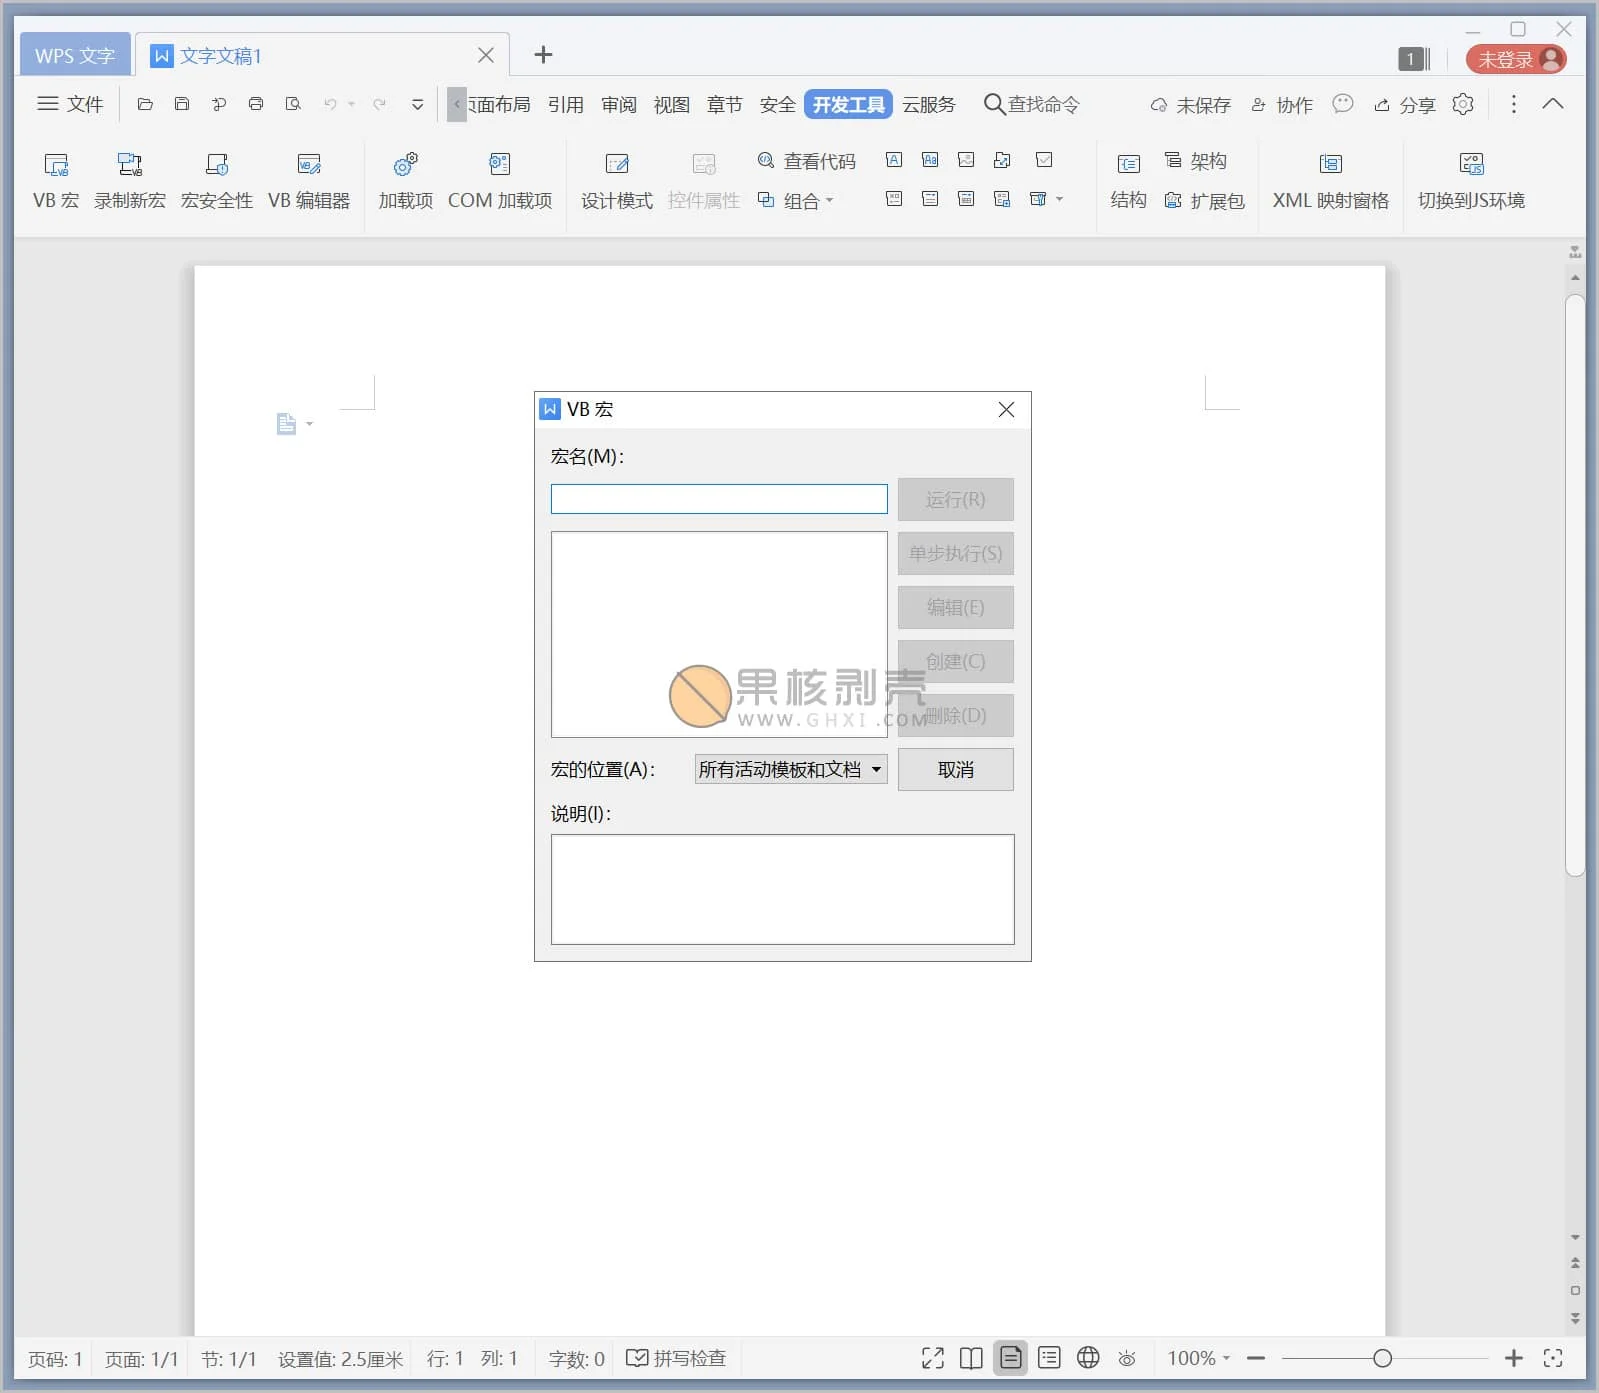 WPS 文字
文字文稿1
1
未登录
文件
页面布局 引用 审阅 视图 章节 安全 开发工具 云服务 查找命令
未保存 协作 分享
VB 宏 录制新宏 宏安全性 VB 编辑器 加载项 COM 加载项 设计模式 控件属性
查看代码
组合
结构
架构
扩展包
XML 映射窗格 切换到JS环境
VB 宏
宏名(M)：
运行(R)
单步执行(S)
编辑(E)
创建(C)
删除(D)
果核剥壳
WWW.GHXI.COM
宏的位置(A)：
所有活动模板和文档
取消
说明(I)：
页码: 1 页面: 1/1 节: 1/1 设置值: 2.5厘米 行: 1 列: 1 字数: 0 拼写检查
100%